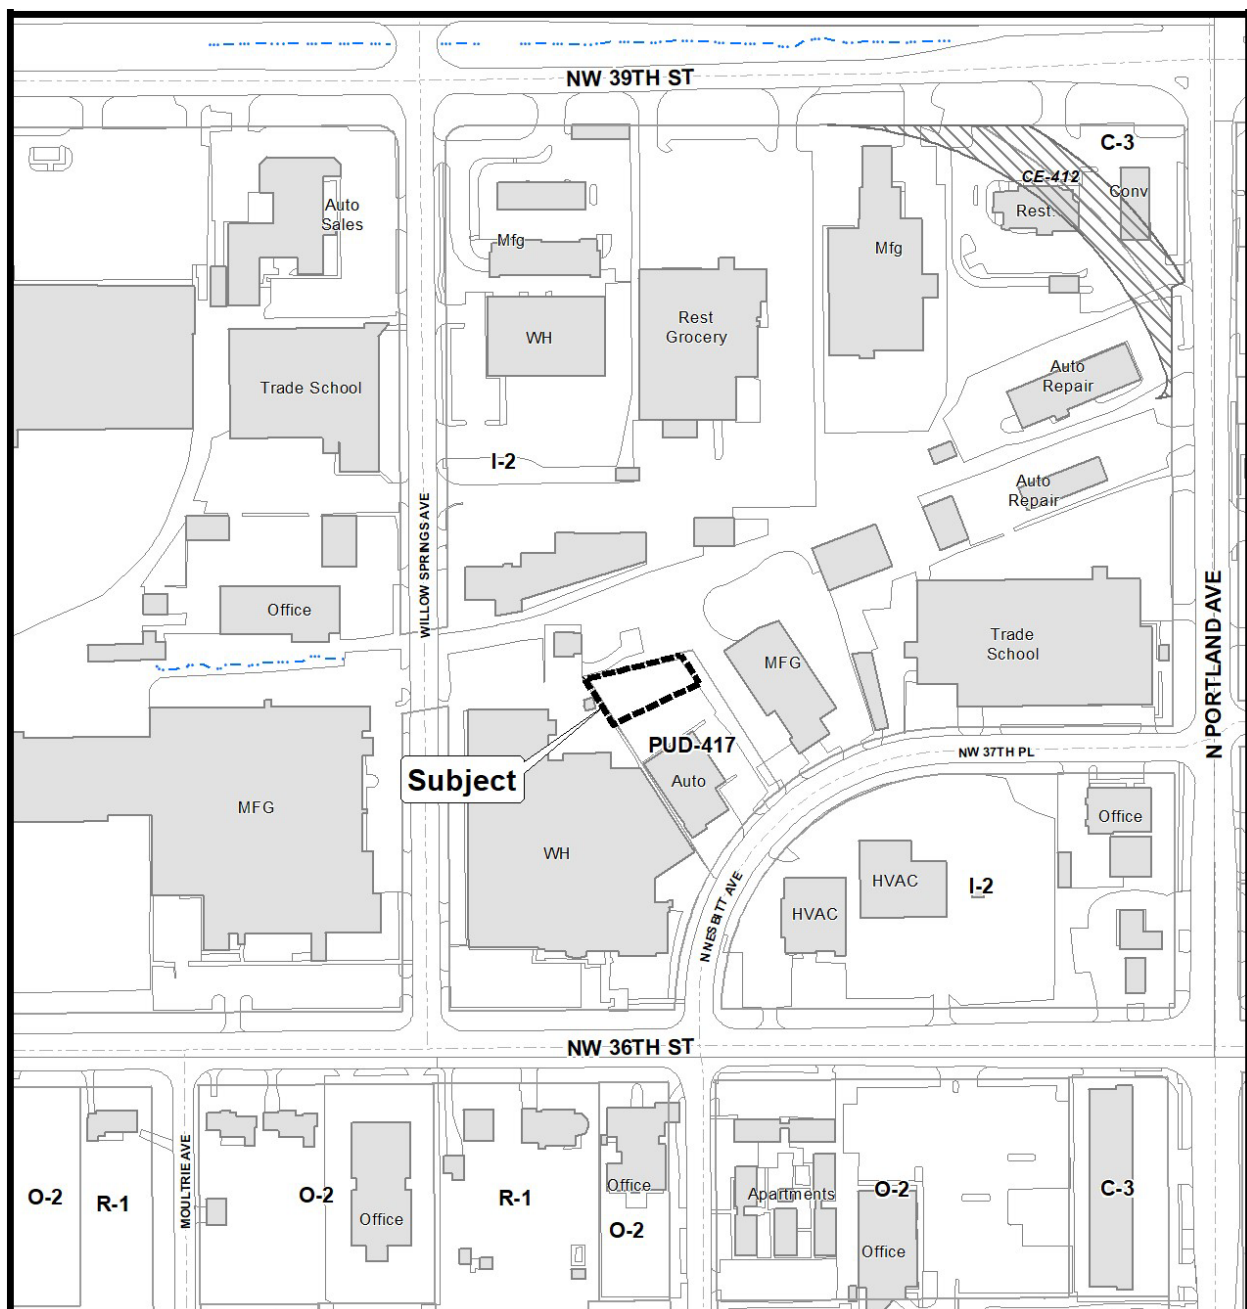 NW 39TH ST
C-3
CE-412
Conv
Rest.
Auto
Sales
Mfg
Mfg
Rest
Grocery
WH
Trade School
Auto
Repair
I-2
Auto
Repair
WILLOW SPRINGS AVE
N PORTLAND AVE
Office
Trade
School
MFG
PUD-417
NW 37TH PL
Subject
Auto
MFG
Office
WH
HVAC
I-2
HVAC
N NESBITT AVE
NW 36TH ST
MOULTRIE AVE
O-2
R-1
O-2
Office
R-1
Office
O-2
Apartments
O-2
Office
C-3